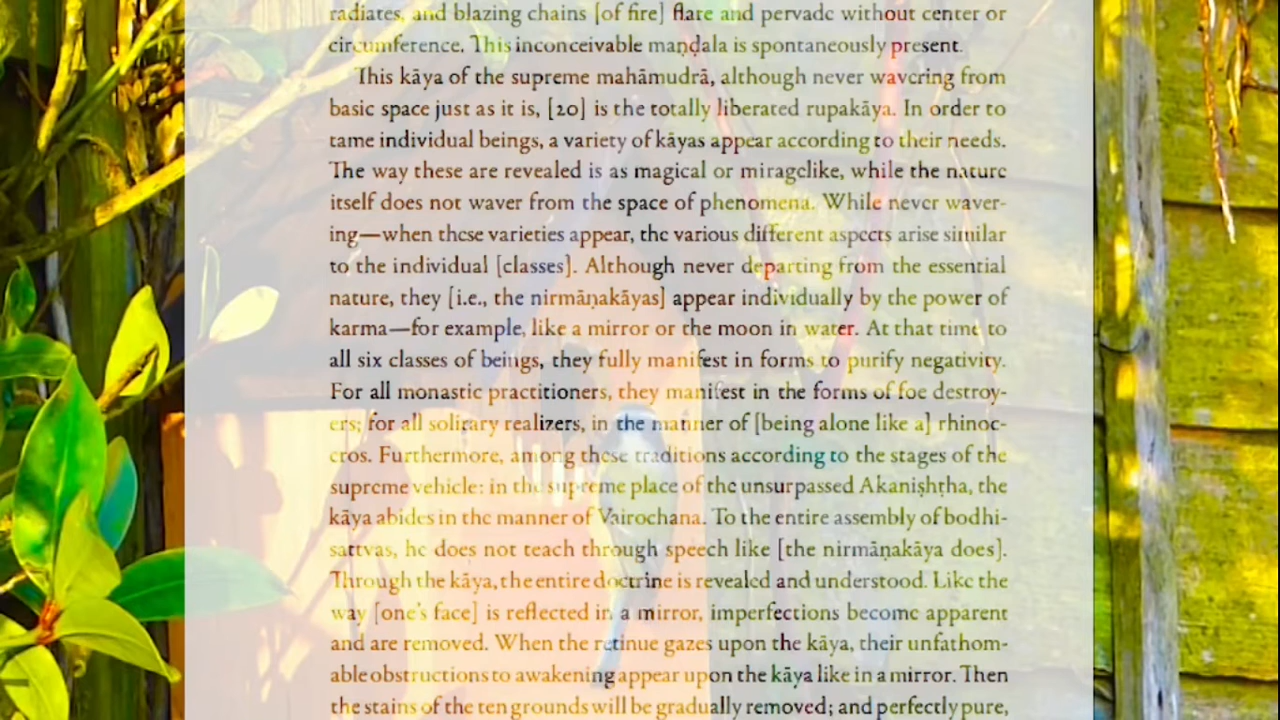 radiates, and blazing chains [of fire] flare and pervade without center or
circumference. This inconceivable maṇḍala is spontaneously present.
This kāya of the supreme mahāmudrā, although never wavering from
basic space just as it is, [20] is the totally liberated rupakāya. In order to
tame individual beings, a variety of kāyas appear according to their needs.
The way these are revealed is as magical or miragelike, while the nature
itself does not waver from the space of phenomena. While never waver-
ing—when these varieties appear, the various different aspects arise similar
to the individual [classes]. Although never departing from the essential
nature, they [i.e., the nirmāṇakāyas] appear individually by the power of
karma—for example, like a mirror or the moon in water. At that time to
all six classes of beings, they fully manifest in forms to purify negativity.
For all monastic practitioners, they manifest in the forms of foe destroy-
ers; for all solitary realizers, in the manner of [being alone like a] rhinoc-
eros. Furthermore, among these traditions according to the stages of the
supreme vehicle: in the supreme place of the unsurpassed Akaniṣhṭha, the
kāya abides in the manner of Vairochana. To the entire assembly of bodhi-
sattvas, he does not teach through speech like [the nirmāṇakāya does].
Through the kāya, the entire doctrine is revealed and understood. Like the
way [one's face] is reflected in a mirror, imperfections become apparent
and are removed. When the retinue gazes upon the kāya, their unfathom-
able obstructions to awakening appear upon the kāya like in a mirror. Then
the stains of the ten grounds will be gradually removed; and perfectly pure,